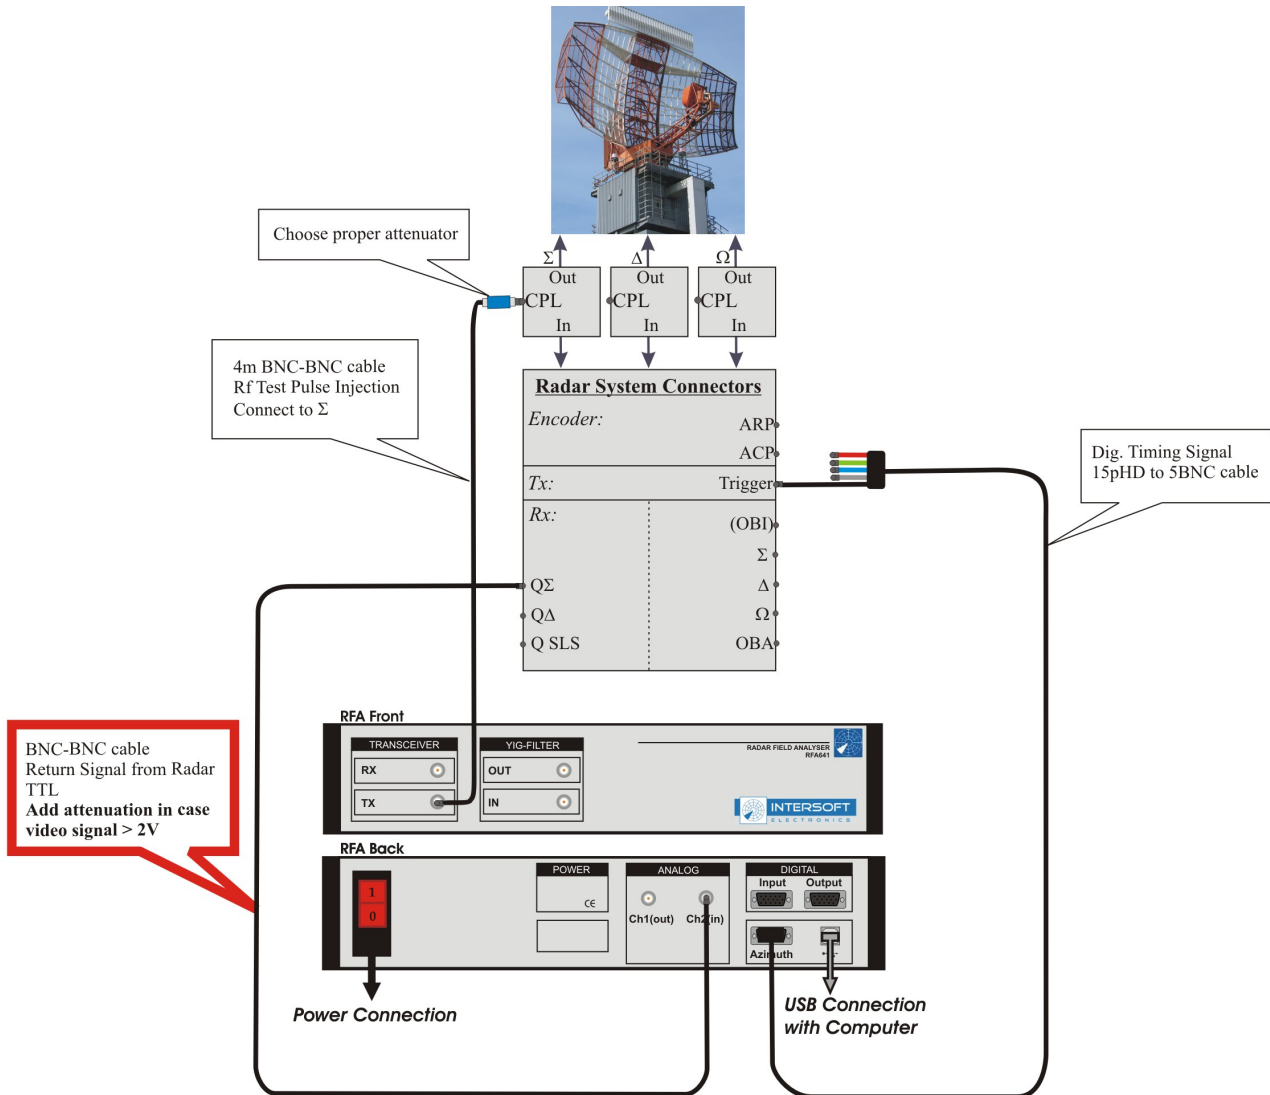 Choose proper attenuator
Σ
Δ
Ω
Out
CPL
In
Out
CPL
In
Out
CPL
In
4m BNC-BNC cable
Rf Test Pulse Injection
Connect to Σ
Radar System Connectors
Encoder:
ARP
ACP
Tx:
Trigger
Rx:
(OBI)
Σ
QΣ
Δ
QΔ
Ω
Q SLS
OBA
Dig. Timing Signal
15pHD to 5BNC cable
BNC-BNC cable
Return Signal from Radar
TTL
Add attenuation in case
video signal > 2V
RFA Front
TRANSCEIVER
RX
TX
YIG-FILTER
OUT
IN
RADAR FIELD ANALYSER
RFA641
INTERSOFT
ELECTRONICS
RFA Back
1
0
POWER
CE
ANALOG
Ch1(out)
Ch2(in)
DIGITAL
Input
Output
Azimuth
Power Connection
USB Connection
with Computer